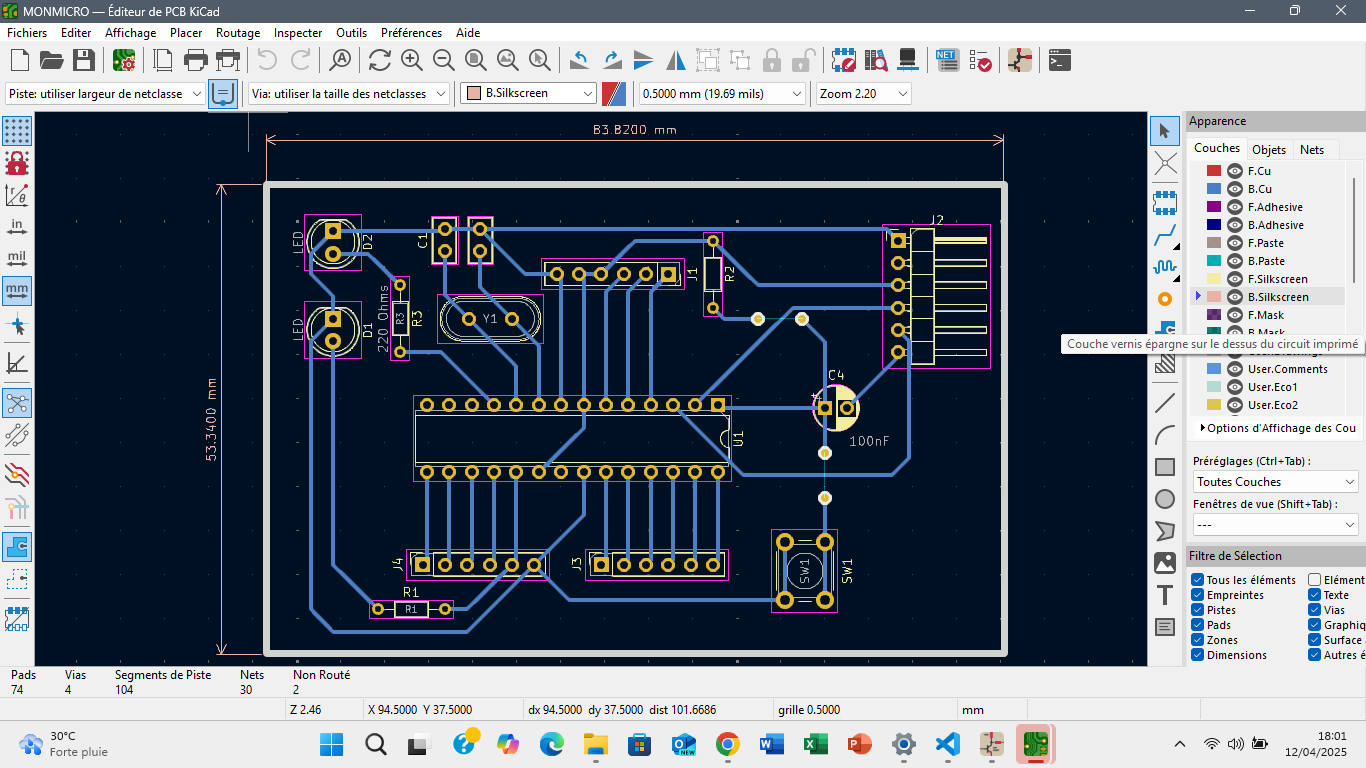 MONMICRO — Éditeur de PCB KiCad
Fichiers Editer Affichage Placer Routage Inspecter Outils Préférences Aide
Piste: utiliser largeur de netclasse Via: utiliser la taille des netclasses B.Silkscreen 0.5000 mm (19.69 mils) Zoom 2.20
NET
in
mil
mm
83.8200 mm
53.3400 mm
LED
D2
C1
J2
J1
R2
LED
D1
220 Ohms
R3
R3
Y1
C4
+
100nF
U1
J4
J3
SW1
SW1
R1
R1
Apparence
Couches Objets Nets
F.Cu
B.Cu
F.Adhesive
B.Adhesive
F.Paste
B.Paste
F.Silkscreen
B.Silkscreen
F.Mask
B.Mask
Couche vernis épargne sur le dessus du circuit imprimé
User.Comments
User.Eco1
User.Eco2
Options d'Affichage des Cou
Préréglages (Ctrl+Tab) :
Toutes Couches
Fenêtres de vue (Shift+Tab) :
---
Filtre de Sélection
Tous les éléments Elémen
Empreintes Texte
Pistes Vias
Pads Graphiq
Zones Surface
Dimensions Autres é
Pads Vias Segments de Piste Nets Non Routé
74 4 104 30 2
Z 2.46 X 94.5000 Y 37.5000 dx 94.5000 dy 37.5000 dist 101.6686 grille 0.5000 mm
30°C
Forte pluie
18:01
12/04/2025